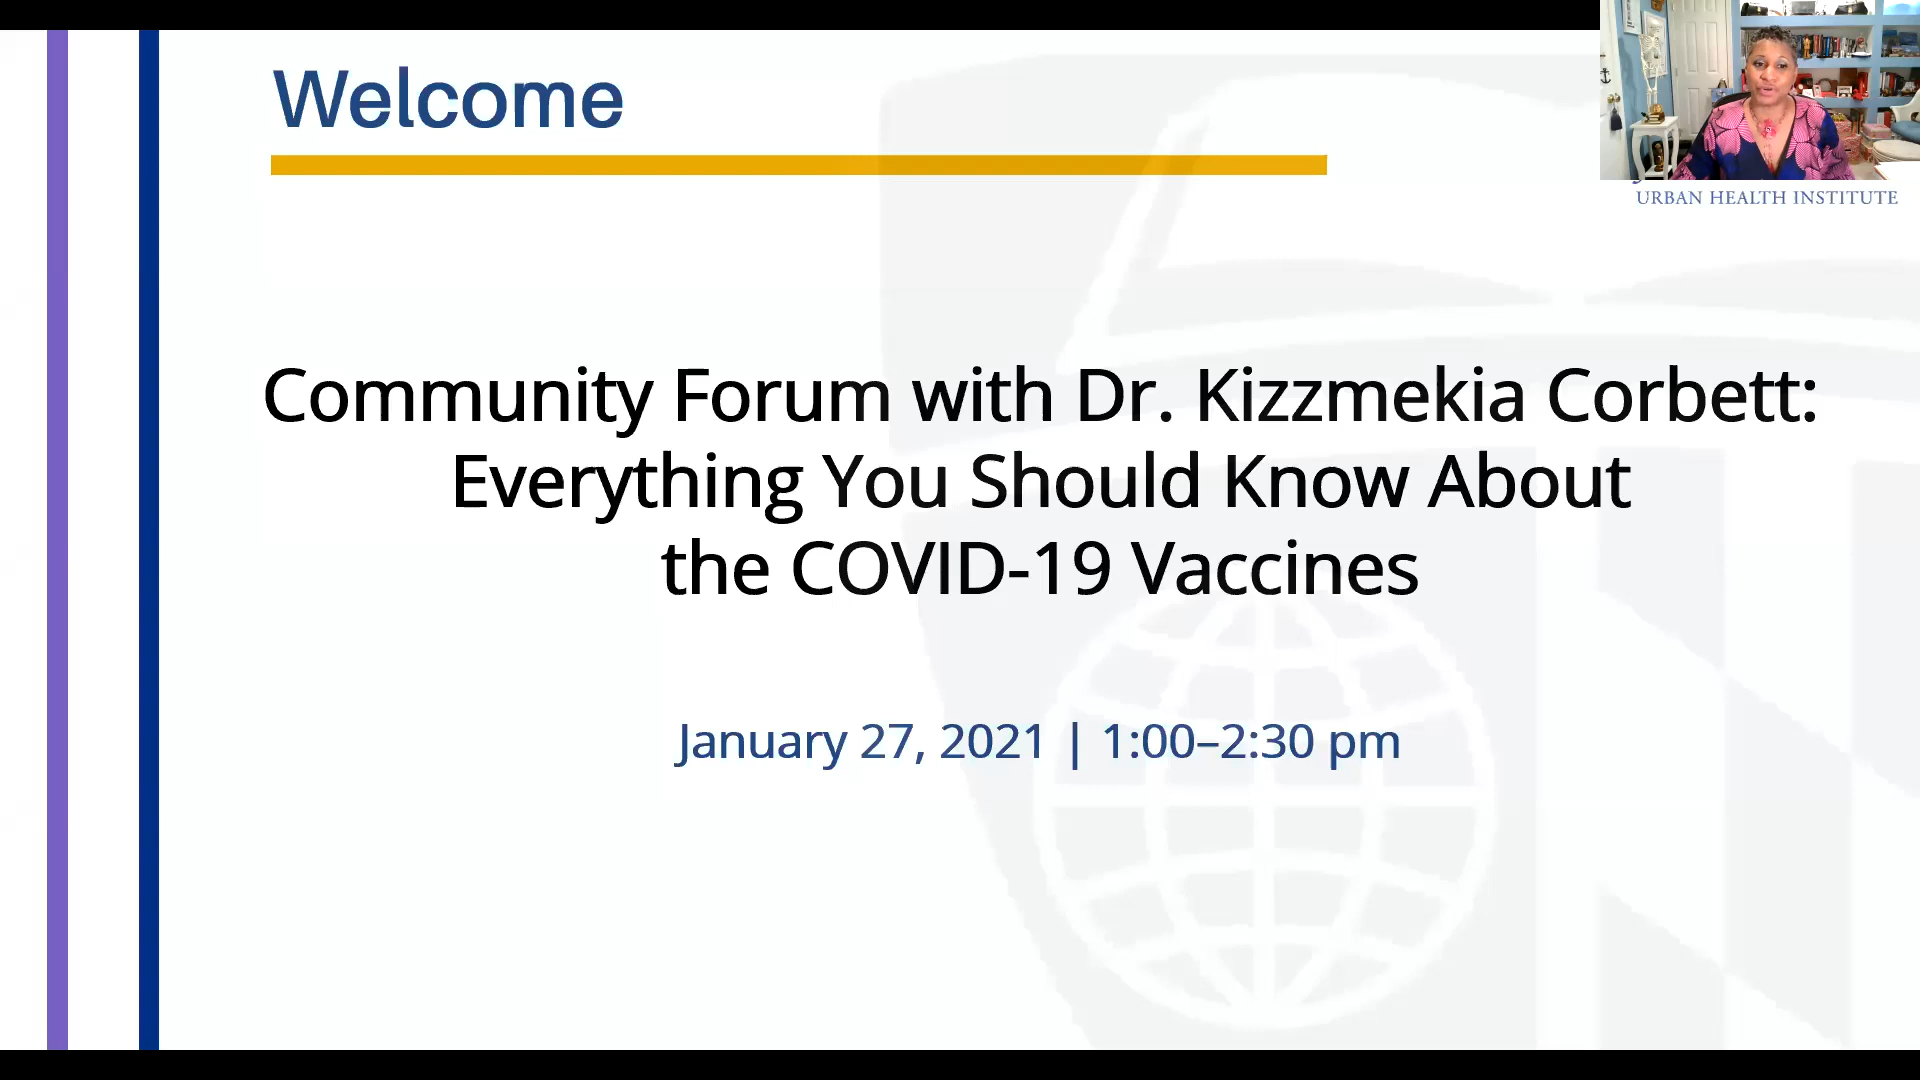 Welcome
URBAN HEALTH INSTITUTE
Community Forum with Dr. Kizzmekia Corbett:
Everything You Should Know About
the COVID-19 Vaccines
January 27, 2021 | 1:00–2:30 pm